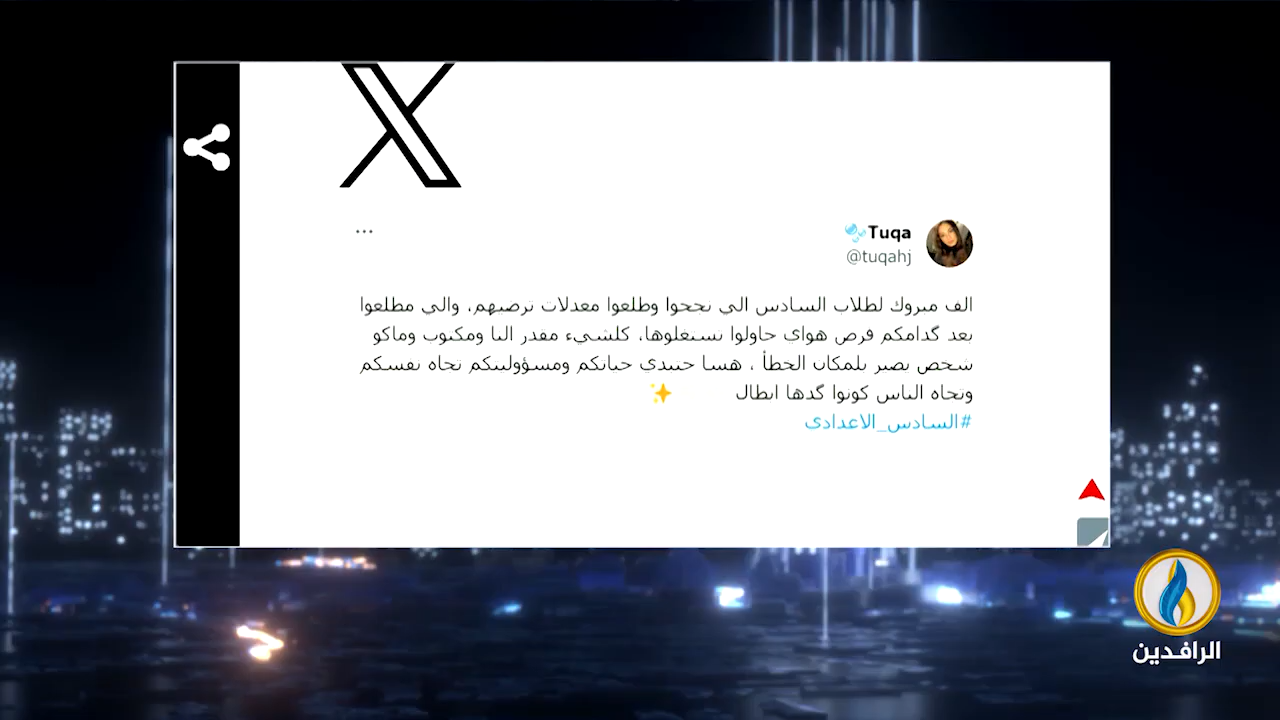 Tuqa
@tuqahj
الف مبروك لطلاب السادس الي نجحوا وطلعوا معدلات ترضيهم، والي مطلعوا
بعد گدامكم فرص هواي حاولوا تستغلوها، كلشيء مقدر النا ومكتوب وماكو
شخص يصير بلمكان الخطأ ، هسا حتبدي حياتكم ومسؤوليتكم تجاه نفسكم
وتجاه الناس كونوا گدها ابطال
#السادس_الاعدادي
الرافدين